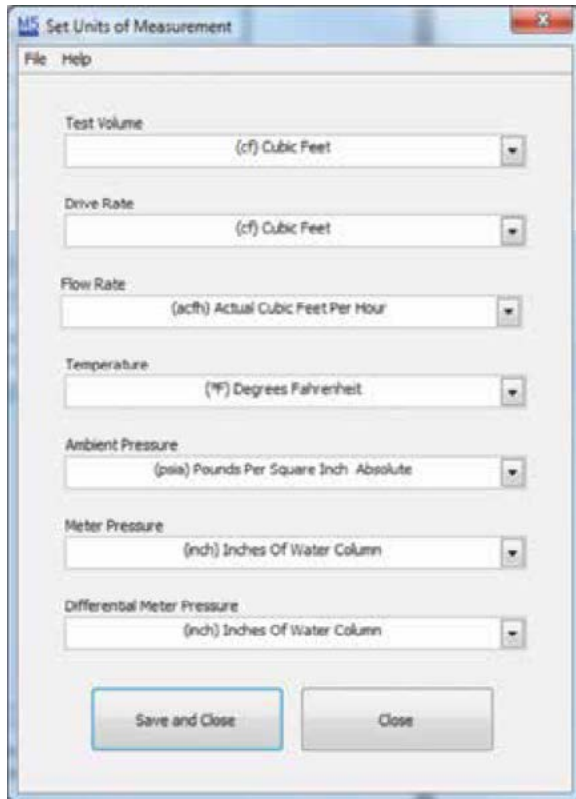 M5 Set Units of Measurement
File Help
Test Volume
(cf) Cubic Feet
Drive Rate
(cf) Cubic Feet
Flow Rate
(acfh) Actual Cubic Feet Per Hour
Temperature
(°F) Degrees Fahrenheit
Ambient Pressure
(psia) Pounds Per Square Inch Absolute
Meter Pressure
(inch) Inches Of Water Column
Differential Meter Pressure
(inch) Inches Of Water Column
Save and Close Close